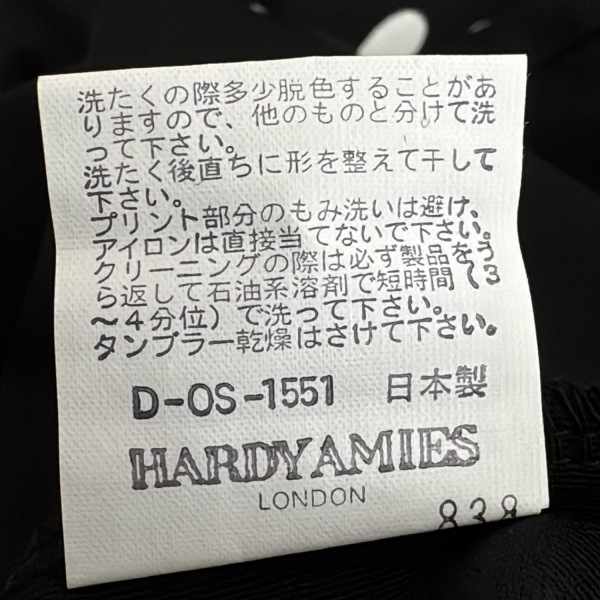 洗たくの際多少脱色することがあ
りますので、他のものと分けて洗
って下さい。
洗たく後直ちに形を整えて干して
下さい。
プリント部分のもみ洗いは避け、
アイロンは直接当てないで下さい。
クリーニングの際は必ず製品をう
ら返して石油系溶剤で短時間(3
〜4分位)で洗って下さい。
タンブラー乾燥はさけて下さい。
D-OS-1551 日本製
HARDY AMIES
LONDON
838